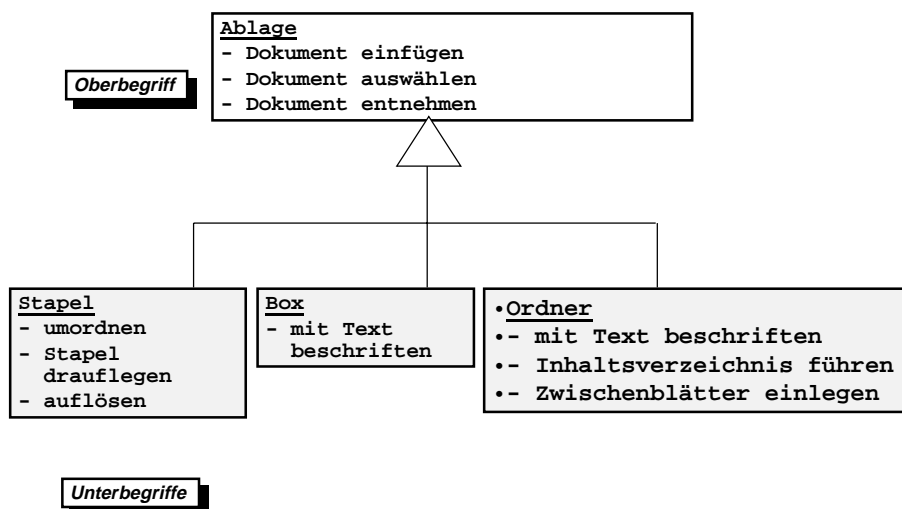 Ablage
- Dokument einfügen
- Dokument auswählen
- Dokument entnehmen
Oberbegriff
Stapel
- umordnen
- Stapel
drauflegen
- auflösen
Box
- mit Text
beschriften
•Ordner
•- mit Text beschriften
•- Inhaltsverzeichnis führen
•- Zwischenblätter einlegen
Unterbegriffe